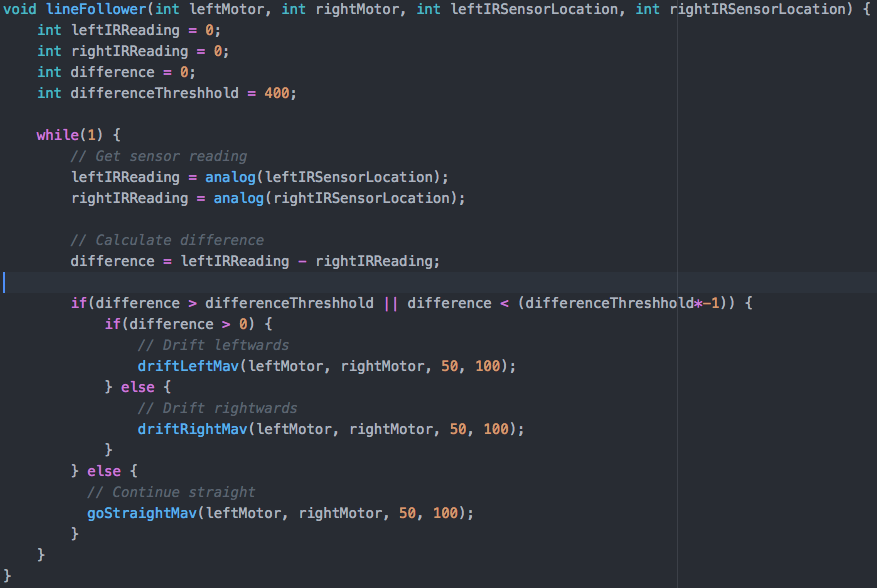 void lineFollower(int leftMotor, int rightMotor, int leftIRSensorLocation, int rightIRSensorLocation) {
    int leftIRReading = 0;
    int rightIRReading = 0;
    int difference = 0;
    int differenceThreshhold = 400;

    while(1) {
        // Get sensor reading
        leftIRReading = analog(leftIRSensorLocation);
        rightIRReading = analog(rightIRSensorLocation);

        // Calculate difference
        difference = leftIRReading - rightIRReading;

        if(difference > differenceThreshhold || difference < (differenceThreshhold*-1)) {
            if(difference > 0) {
                // Drift leftwards
                driftLeftMav(leftMotor, rightMotor, 50, 100);
            } else {
                // Drift rightwards
                driftRightMav(leftMotor, rightMotor, 50, 100);
            }
        } else {
          // Continue straight
          goStraightMav(leftMotor, rightMotor, 50, 100);
        }
    }
}